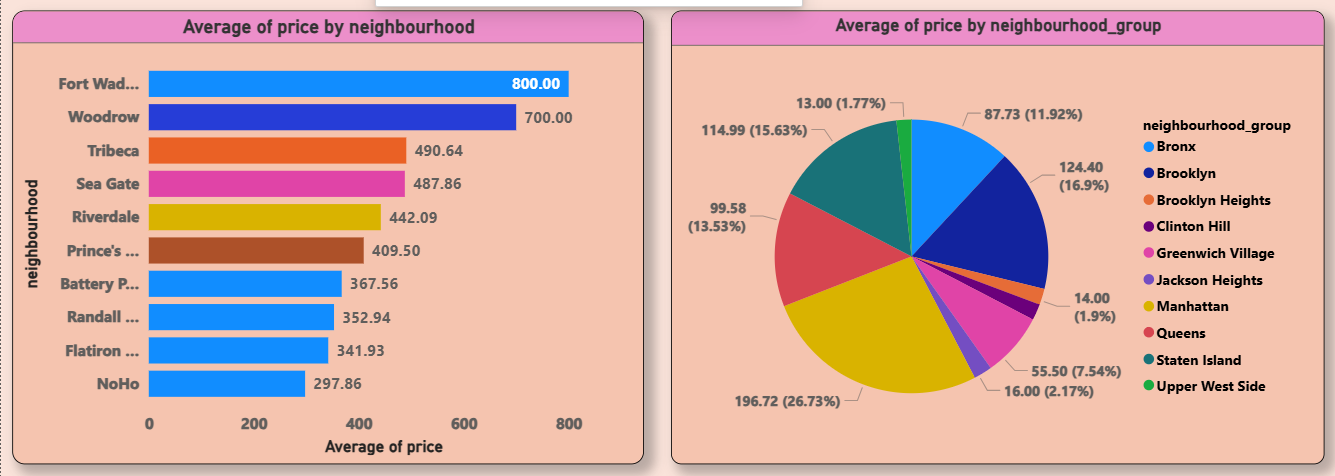 Average of price by neighbourhood
neighbourhood
Fort Wad... 800.00
Woodrow 700.00
Tribeca 490.64
Sea Gate 487.86
Riverdale 442.09
Prince's ... 409.50
Battery P... 367.56
Randall ... 352.94
Flatiron ... 341.93
NoHo 297.86
0 200 400 600 800
Average of price
Average of price by neighbourhood_group
13.00 (1.77%)
87.73 (11.92%)
114.99 (15.63%)
124.40
(16.9%)
99.58
(13.53%)
14.00
(1.9%)
55.50 (7.54%)
16.00 (2.17%)
196.72 (26.73%)
neighbourhood_group
Bronx
Brooklyn
Brooklyn Heights
Clinton Hill
Greenwich Village
Jackson Heights
Manhattan
Queens
Staten Island
Upper West Side